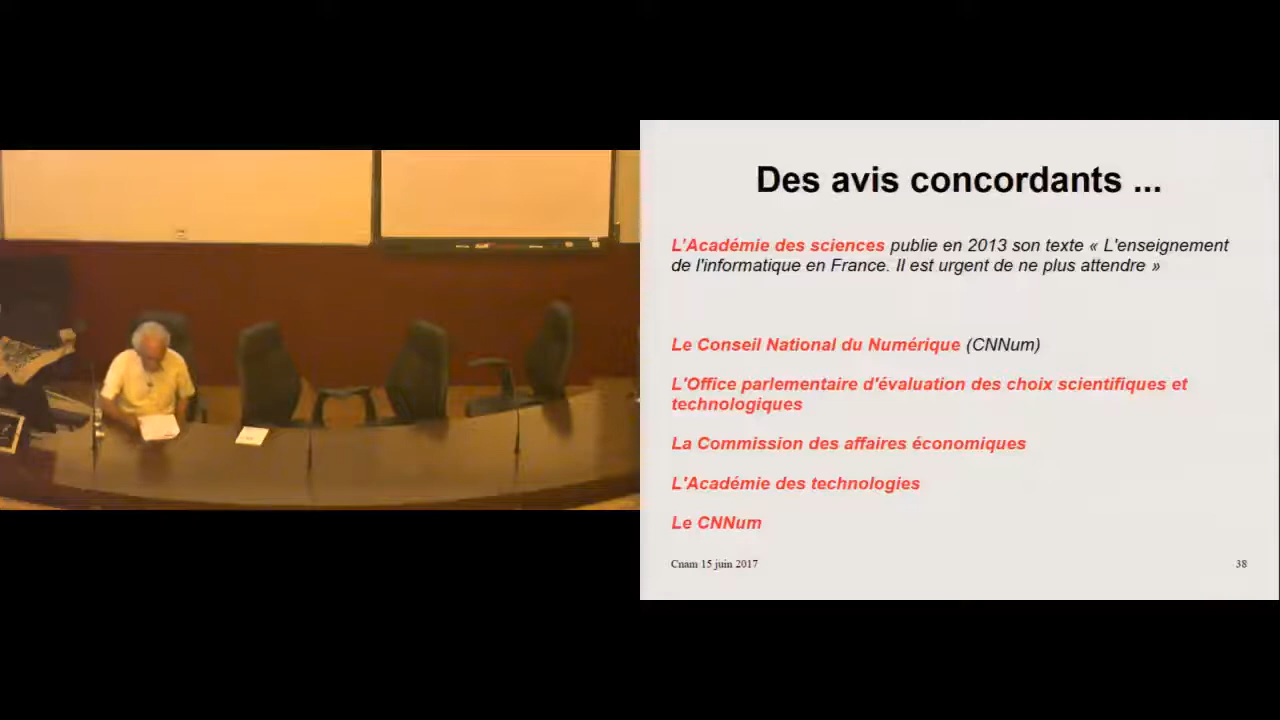 Des avis concordants ...
L'Académie des sciences publie en 2013 son texte « L'enseignement
de l'informatique en France. Il est urgent de ne plus attendre »
Le Conseil National du Numérique (CNNum)
L'Office parlementaire d'évaluation des choix scientifiques et
technologiques
La Commission des affaires économiques
L'Académie des technologies
Le CNNum
Cnam 15 juin 2017
38